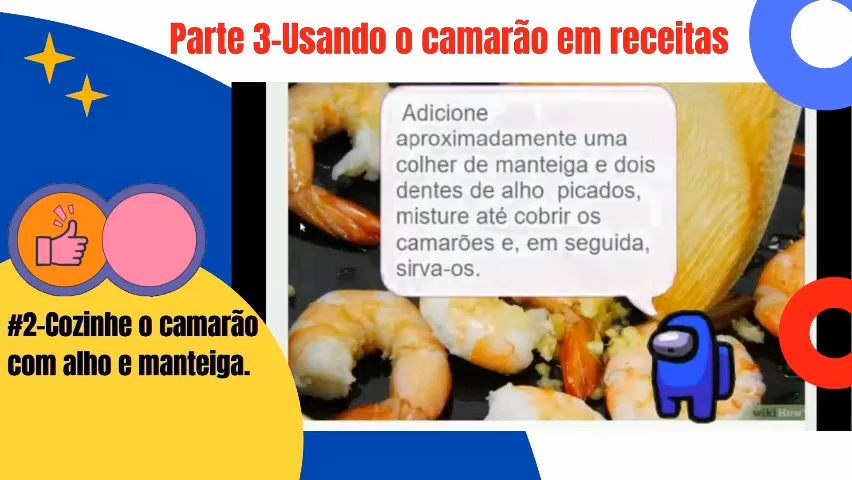 Parte 3-Usando o camarão em receitas
Adicione
aproximadamente uma
colher de manteiga e dois
dentes de alho picados,
misture até cobrir os
camarões e, em seguida,
sirva-os.
#2-Cozinhe o camarão
com alho e manteiga.
wikiHow